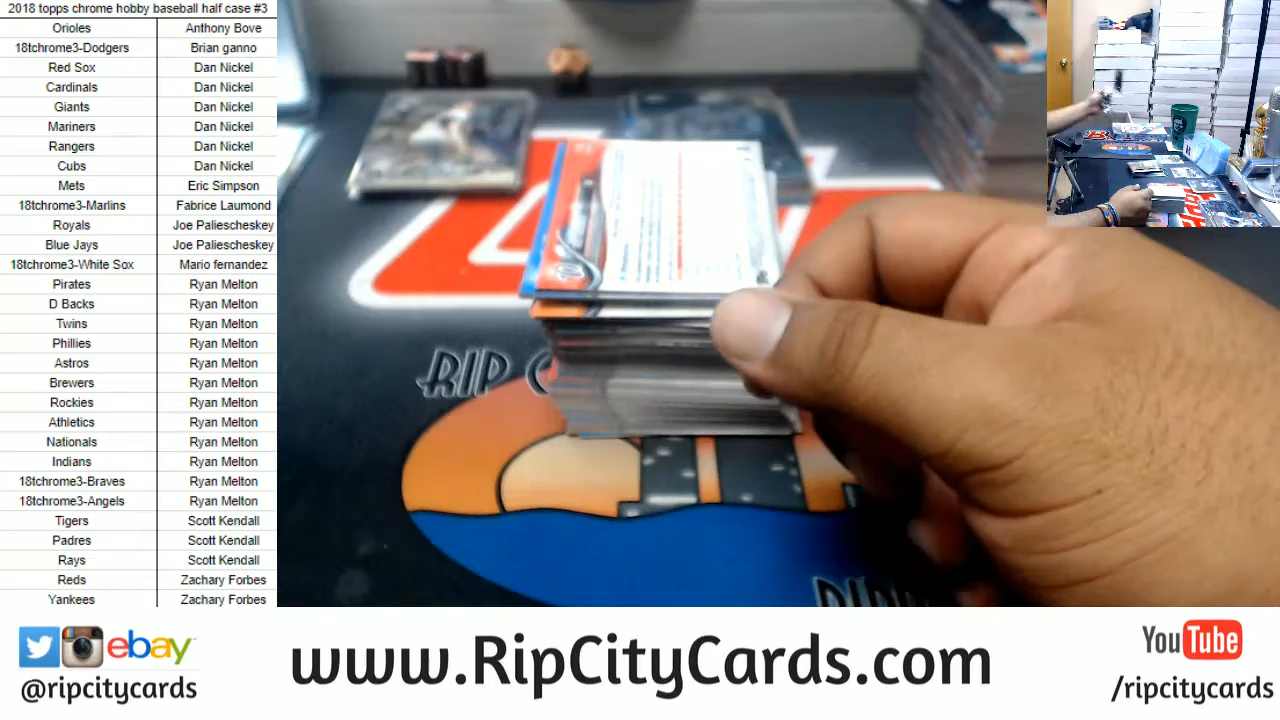 2018 topps chrome hobby baseball half case #3
Orioles Anthony Bove
18tchrome3-Dodgers Brian ganno
Red Sox Dan Nickel
Cardinals Dan Nickel
Giants Dan Nickel
Mariners Dan Nickel
Rangers Dan Nickel
Cubs Dan Nickel
Mets Eric Simpson
18tchrome3-Marlins Fabrice Laumond
Royals Joe Paliescheskey
Blue Jays Joe Paliescheskey
18tchrome3-White Sox Mario fernandez
Pirates Ryan Melton
D Backs Ryan Melton
Twins Ryan Melton
Phillies Ryan Melton
Astros Ryan Melton
Brewers Ryan Melton
Rockies Ryan Melton
Athletics Ryan Melton
Nationals Ryan Melton
Indians Ryan Melton
18tchrome3-Braves Ryan Melton
18tchrome3-Angels Ryan Melton
Tigers Scott Kendall
Padres Scott Kendall
Rays Scott Kendall
Reds Zachary Forbes
Yankees Zachary Forbes
RIP C
ebay
@ripcitycards
www.RipCityCards.com
YouTube
/ripcitycards